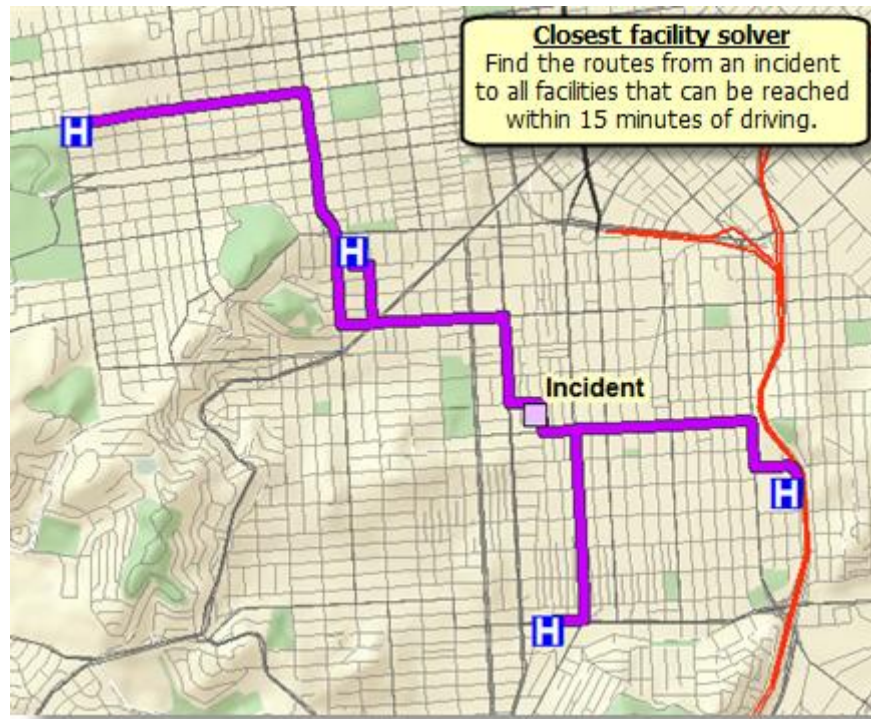 Closest facility solver
Find the routes from an incident
to all facilities that can be reached
within 15 minutes of driving.
H
H
Incident
H
H